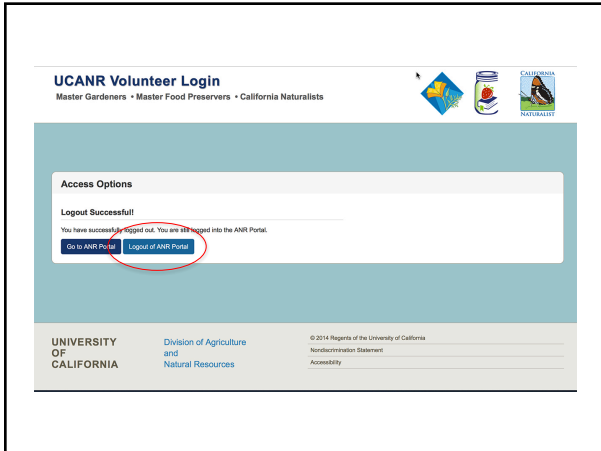 UCANR Volunteer Login
Master Gardeners • Master Food Preservers • California Naturalists
CALIFORNIA
NATURALIST
Access Options
Logout Successful!
You have successfully logged out. You are still logged into the ANR Portal.
Go to ANR Portal
Logout of ANR Portal
UNIVERSITY
OF
CALIFORNIA
Division of Agriculture
and
Natural Resources
© 2014 Regents of the University of California
Nondiscrimination Statement
Accessibility